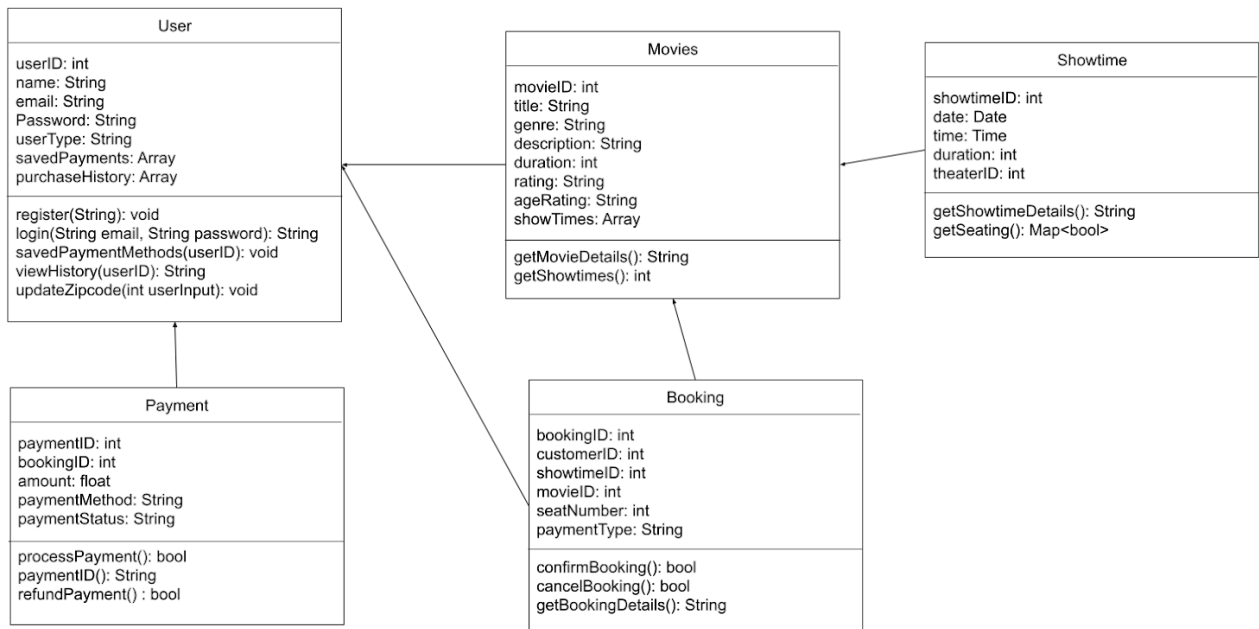 User
userID: int
name: String
email: String
Password: String
userType: String
savedPayments: Array
purchaseHistory: Array
register(String): void
login(String email, String password): String
savedPaymentMethods(userID): void
viewHistory(userID): String
updateZipcode(int userInput): void
Movies
movieID: int
title: String
genre: String
description: String
duration: int
rating: String
ageRating: String
showTimes: Array
getMovieDetails(): String
getShowtimes(): int
Showtime
showtimeID: int
date: Date
time: Time
duration: int
theaterID: int
getShowtimeDetails(): String
getSeating(): Map<bool>
Payment
paymentID: int
bookingID: int
amount: float
paymentMethod: String
paymentStatus: String
processPayment(): bool
paymentID(): String
refundPayment() : bool
Booking
bookingID: int
customerID: int
showtimeID: int
movieID: int
seatNumber: int
paymentType: String
confirmBooking(): bool
cancelBooking(): bool
getBookingDetails(): String